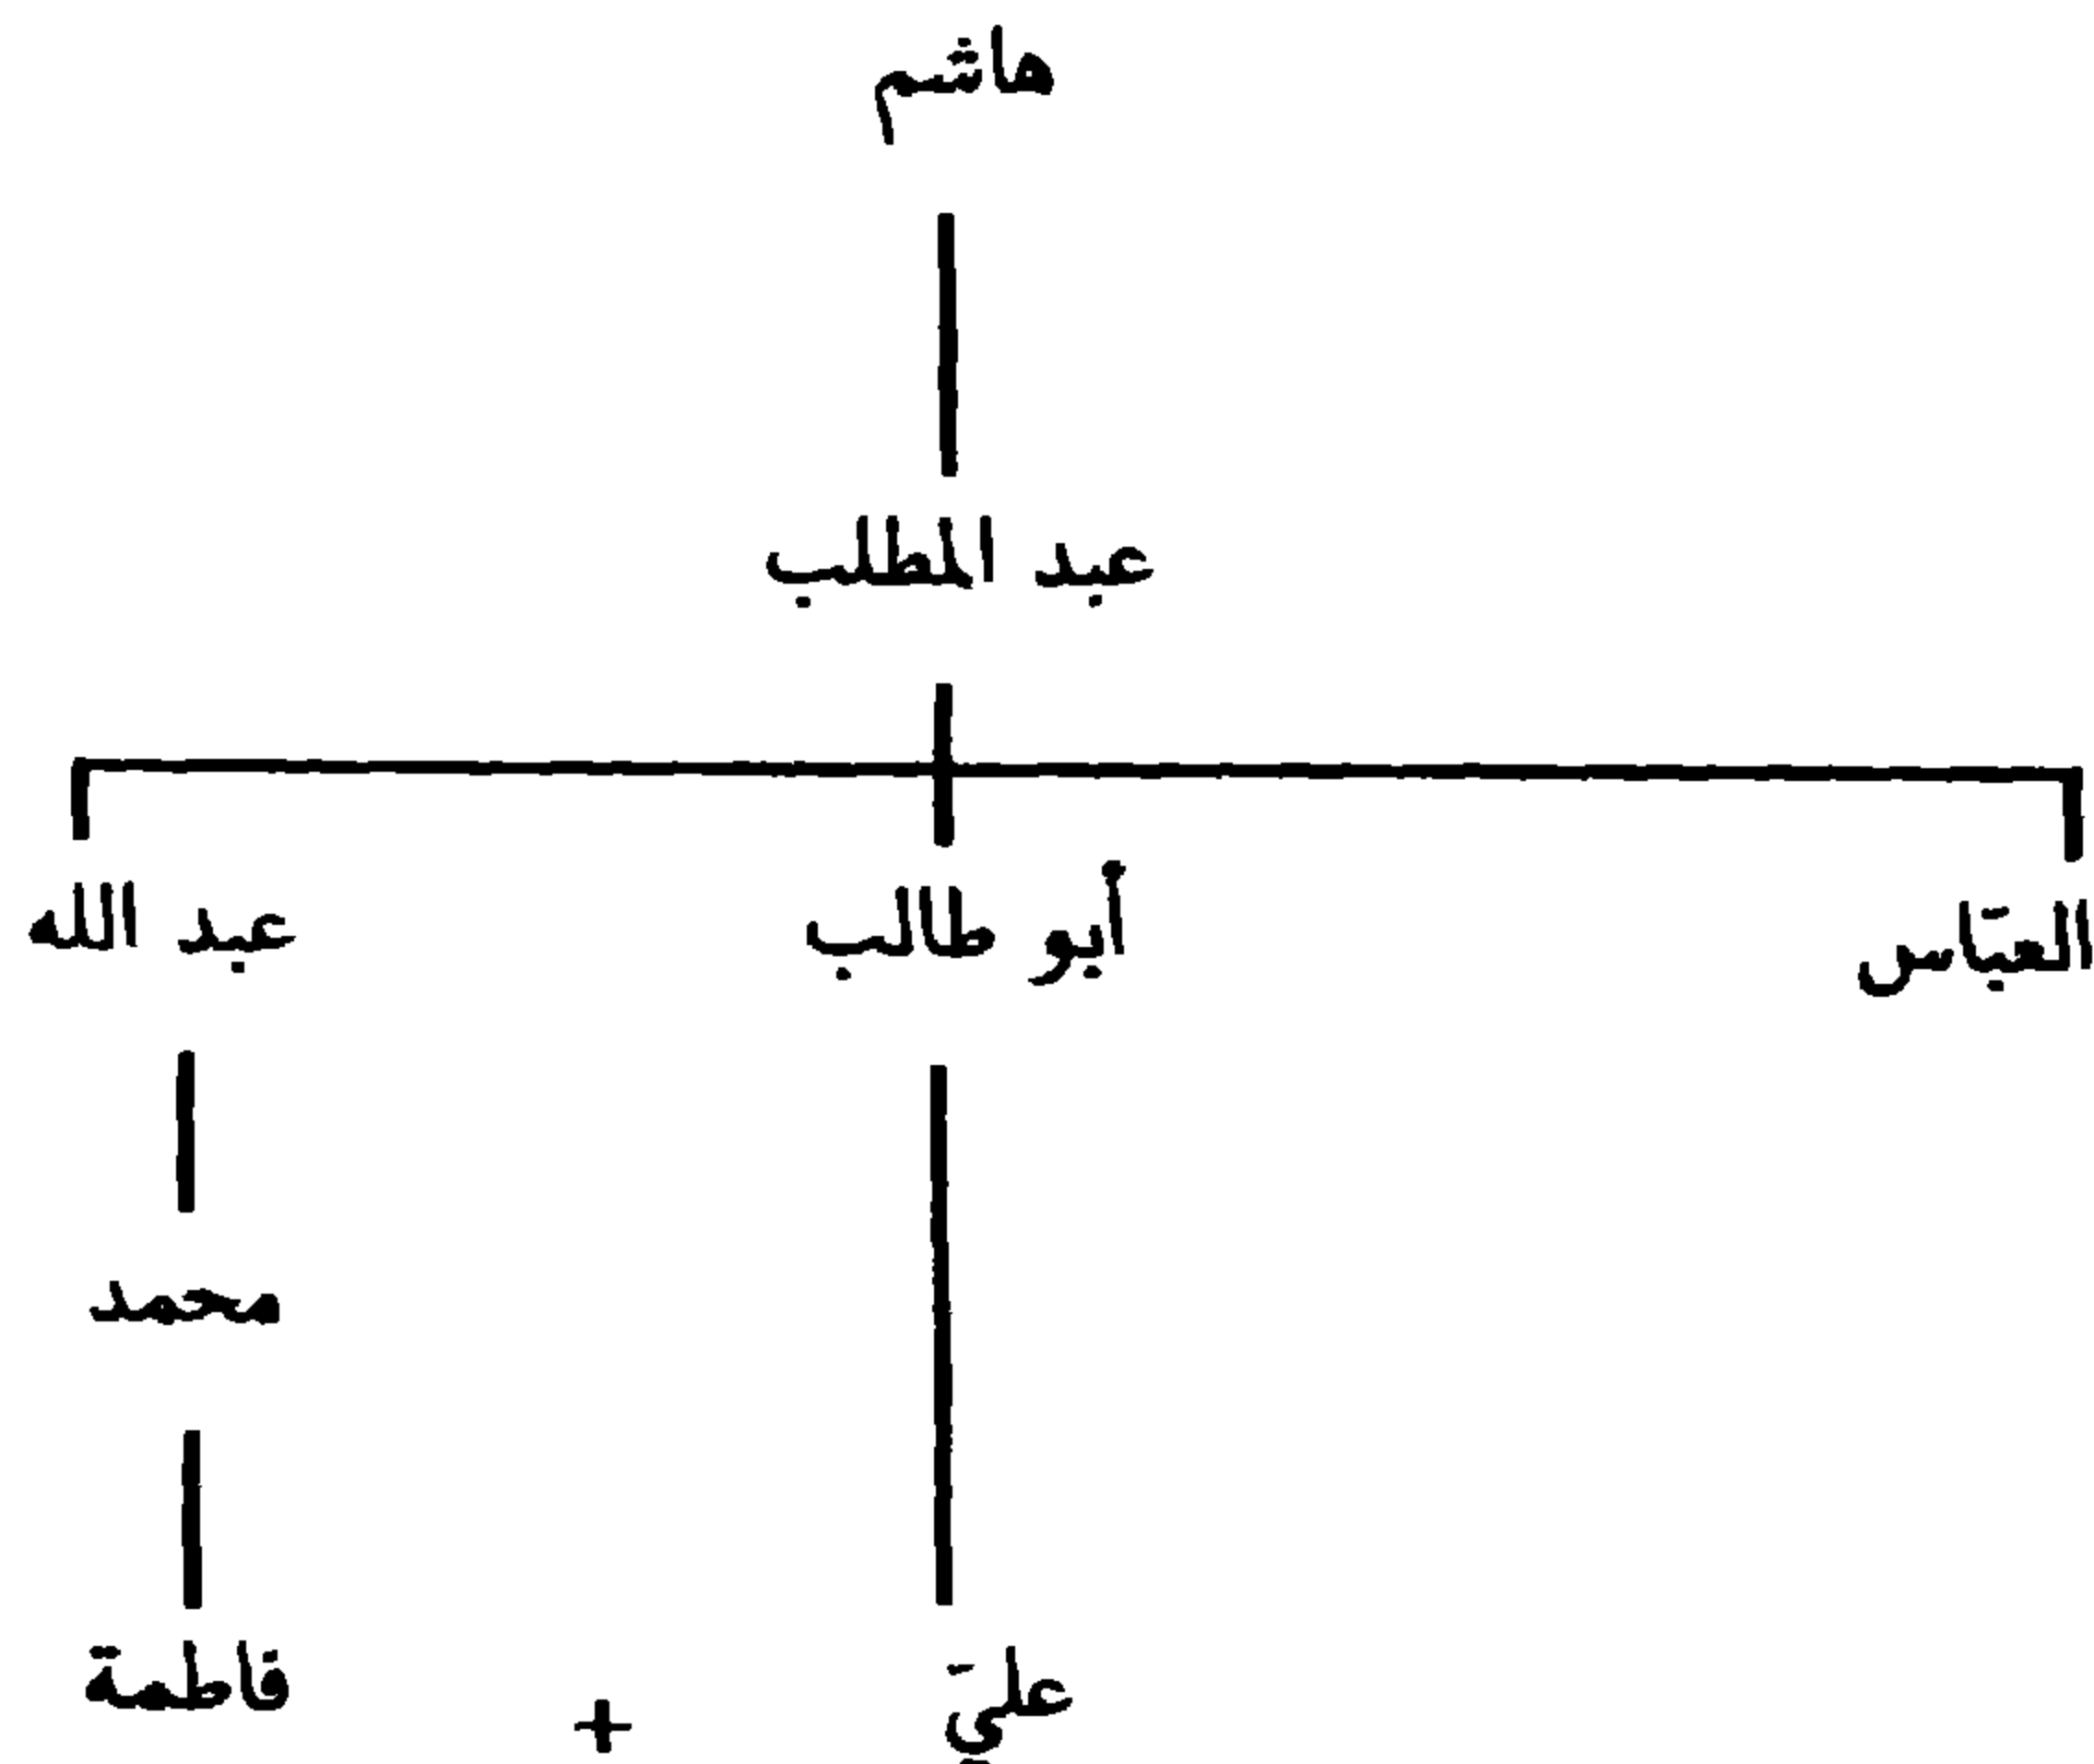 هاشم
عبد المطلب
العبّاس أبو طالب عبد الله
محمد
عليّ + فاطمة